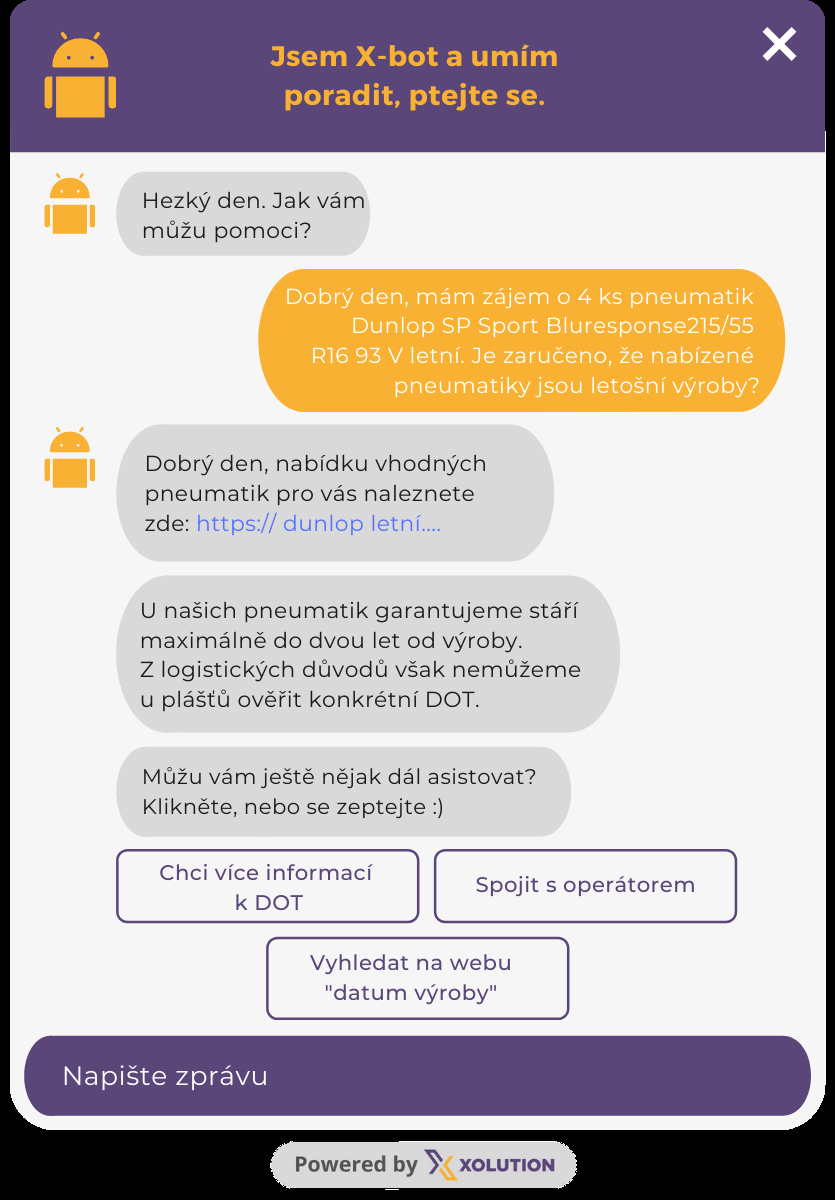 Jsem X-bot a umím
poradit, ptejte se.
Hezký den. Jak vám
můžu pomoci?
Dobrý den, mám zájem o 4 ks pneumatik
Dunlop SP Sport Bluresponse215/55
R16 93 V letní. Je zaručeno, že nabízené
pneumatiky jsou letošní výroby?
Dobrý den, nabídku vhodných
pneumatik pro vás naleznete
zde: https:// dunlop letní....
U našich pneumatik garantujeme stáří
maximálně do dvou let od výroby.
Z logistických důvodů však nemůžeme
u plášťů ověřit konkrétní DOT.
Můžu vám ještě nějak dál asistovat?
Klikněte, nebo se zeptejte :)
Chci více informací
k DOT
Spojit s operátorem
Vyhledat na webu
"datum výroby"
Napište zprávu
Powered by XOLUTION